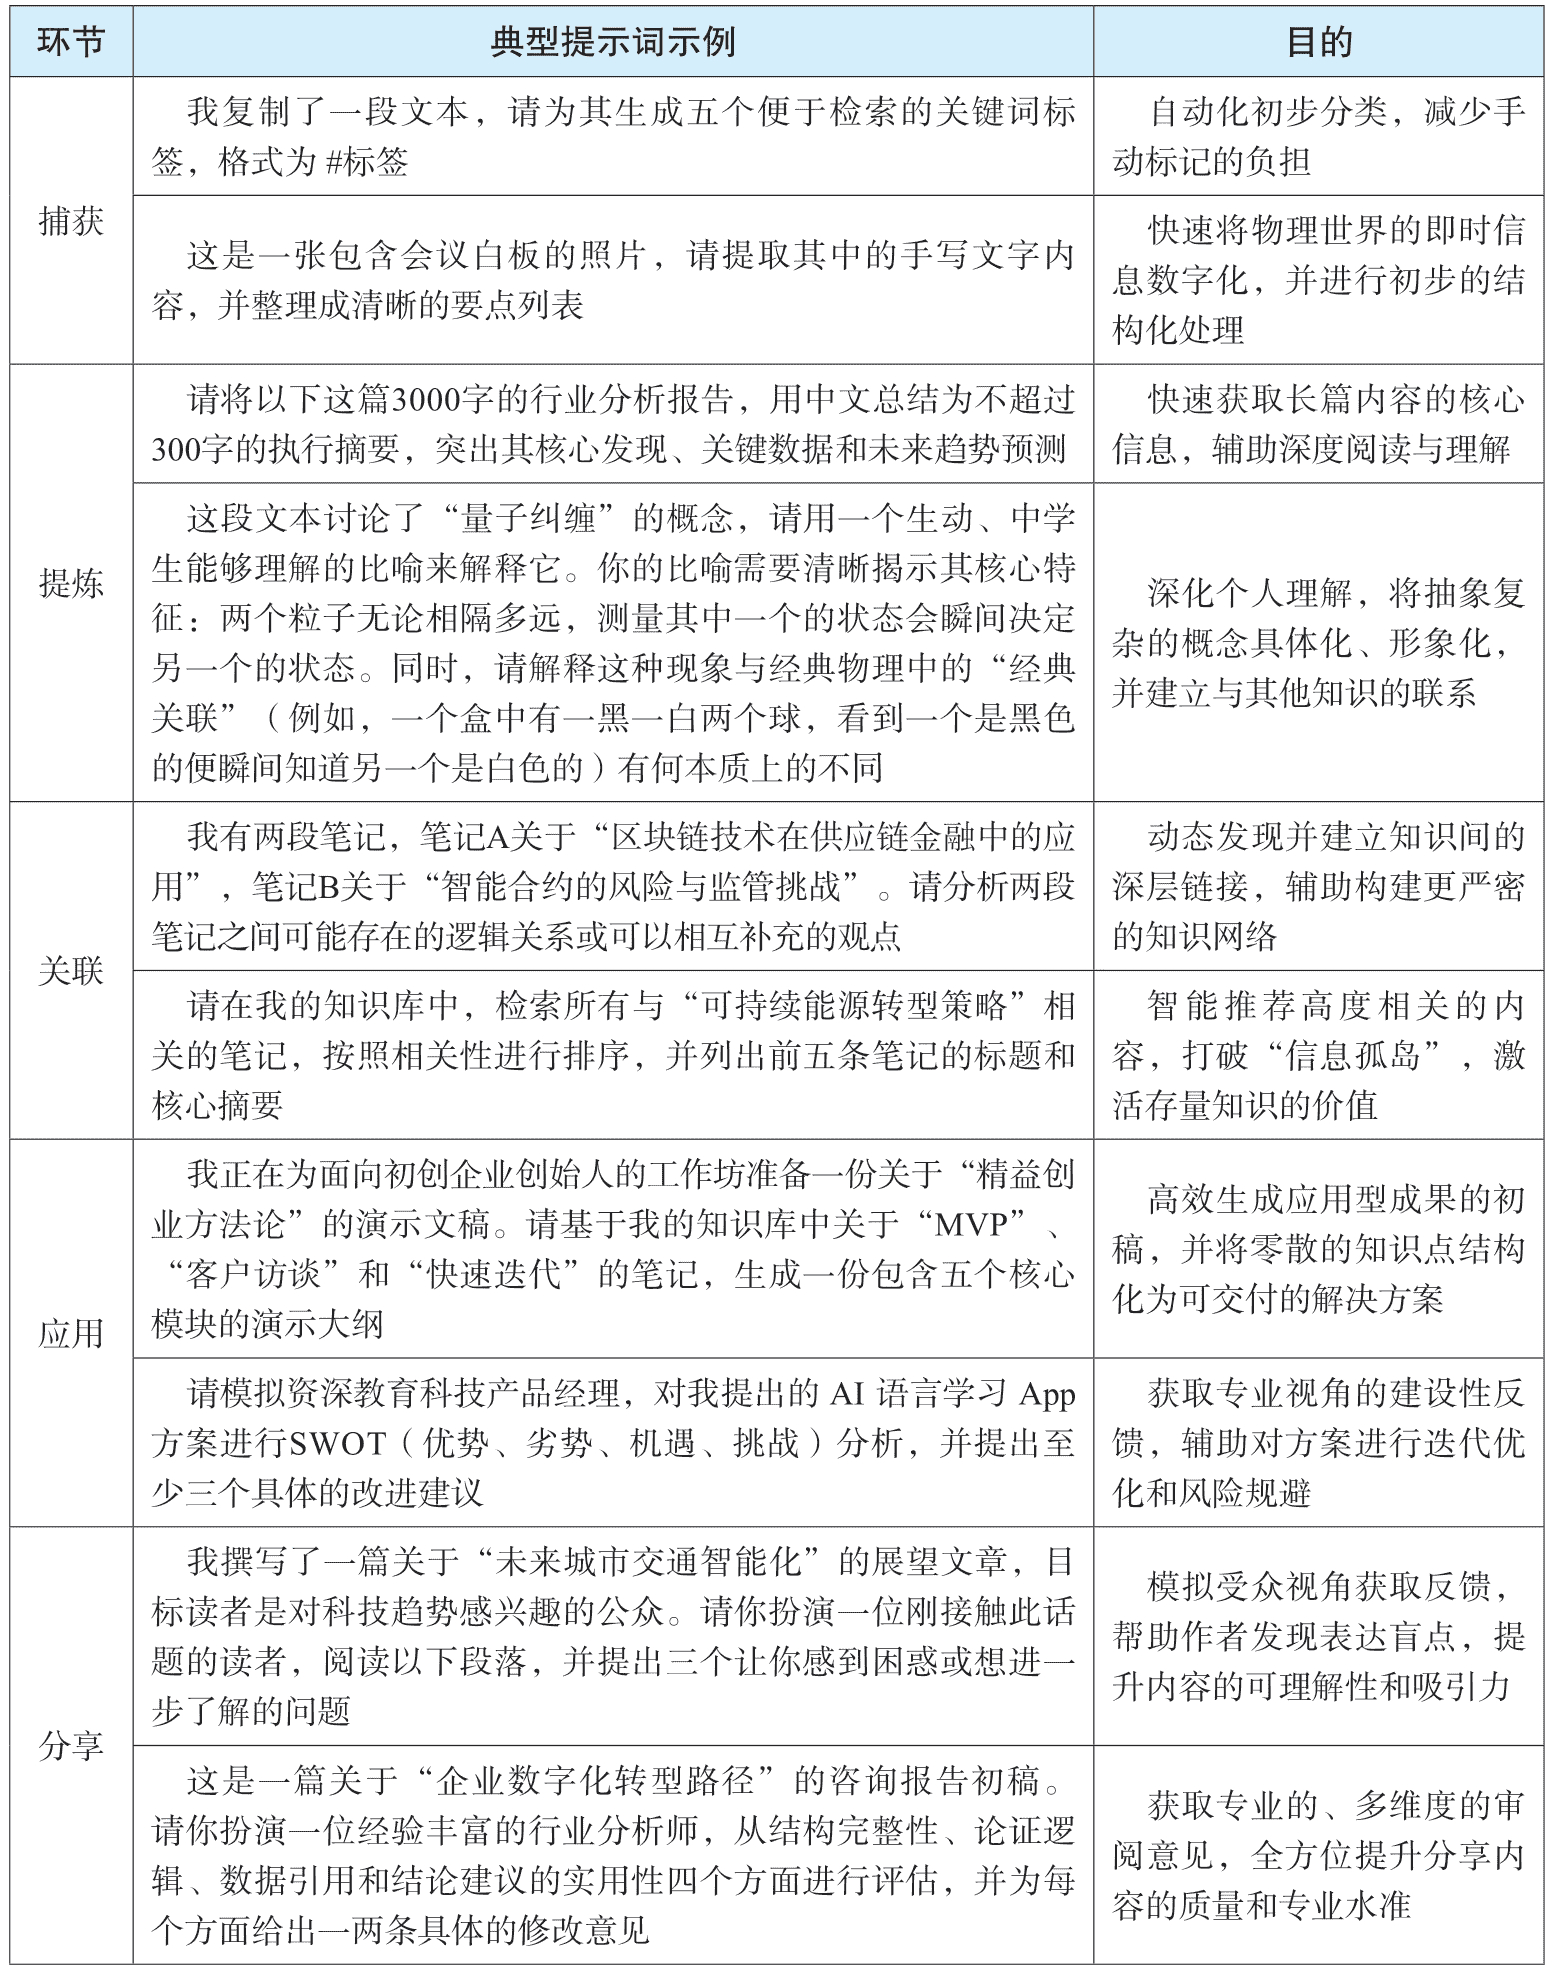 环节
典型提示词示例
目的
捕获
我复制了一段文本，请为其生成五个便于检索的关键词标
签，格式为 #标签
自动化初步分类，减少手
动标记的负担
这是一张包含会议白板的照片，请提取其中的手写文字内
容，并整理成清晰的要点列表
快速将物理世界的即时信
息数字化，并进行初步的结
构化处理
提炼
请将以下这篇3000字的行业分析报告，用中文总结为不超过
300字的执行摘要，突出其核心发现、关键数据和未来趋势预测
快速获取长篇内容的核心
信息，辅助深度阅读与理解
这段文本讨论了“量子纠缠”的概念，请用一个生动、中学
生能够理解的比喻来解释它。你的比喻需要清晰揭示其核心特
征：两个粒子无论相隔多远，测量其中一个的状态会瞬间决定
另一个的状态。同时，请解释这种现象与经典物理中的“经典
关联”（例如，一个盒中有一黑一白两个球，看到一个是黑色
的便瞬间知道另一个是白色的）有何本质上的不同
深化个人理解，将抽象复
杂的概念具体化、形象化，
并建立与其他知识的联系
关联
我有两段笔记，笔记A关于“区块链技术在供应链金融中的应
用”，笔记B关于“智能合约的风险与监管挑战”。请分析两段
笔记之间可能存在的逻辑关系或可以相互补充的观点
动态发现并建立知识间的
深层链接，辅助构建更严密
的知识网络
请在我的知识库中，检索所有与“可持续能源转型策略”相
关的笔记，按照相关性进行排序，并列出前五条笔记的标题和
核心摘要
智能推荐高度相关的内
容，打破“信息孤岛”，激
活存量知识的价值
应用
我正在为面向初创企业创始人的工作坊准备一份关于“精益创
业方法论”的演示文稿。请基于我的知识库中关于“MVP”、
“客户访谈”和“快速迭代”的笔记，生成一份包含五个核心
模块的演示大纲
高效生成应用型成果的初
稿，并将零散的知识点结构
化为可交付的解决方案
请模拟资深教育科技产品经理，对我提出的 AI 语言学习 App
方案进行SWOT（优势、劣势、机遇、挑战）分析，并提出至
少三个具体的改进建议
获取专业视角的建设性反
馈，辅助对方案进行迭代优
化和风险规避
分享
我撰写了一篇关于“未来城市交通智能化”的展望文章，目
标读者是对科技趋势感兴趣的公众。请你扮演一位刚接触此话
题的读者，阅读以下段落，并提出三个让你感到困惑或想进一
步了解的问题
模拟受众视角获取反馈，
帮助作者发现表达盲点，提
升内容的可理解性和吸引力
这是一篇关于“企业数字化转型路径”的咨询报告初稿。
请你扮演一位经验丰富的行业分析师，从结构完整性、论证逻
辑、数据引用和结论建议的实用性四个方面进行评估，并为每
个方面给出一两条具体的修改意见
获取专业的、多维度的审
阅意见，全方位提升分享内
容的质量和专业水准